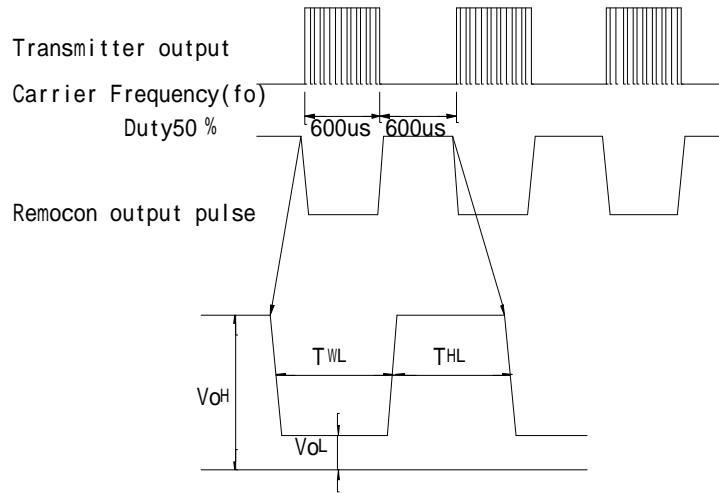 Transmitter output
Carrier Frequency(fo)
Duty50 %
600us 600us
Remocon output pulse
TWL THL
VoH
VoL